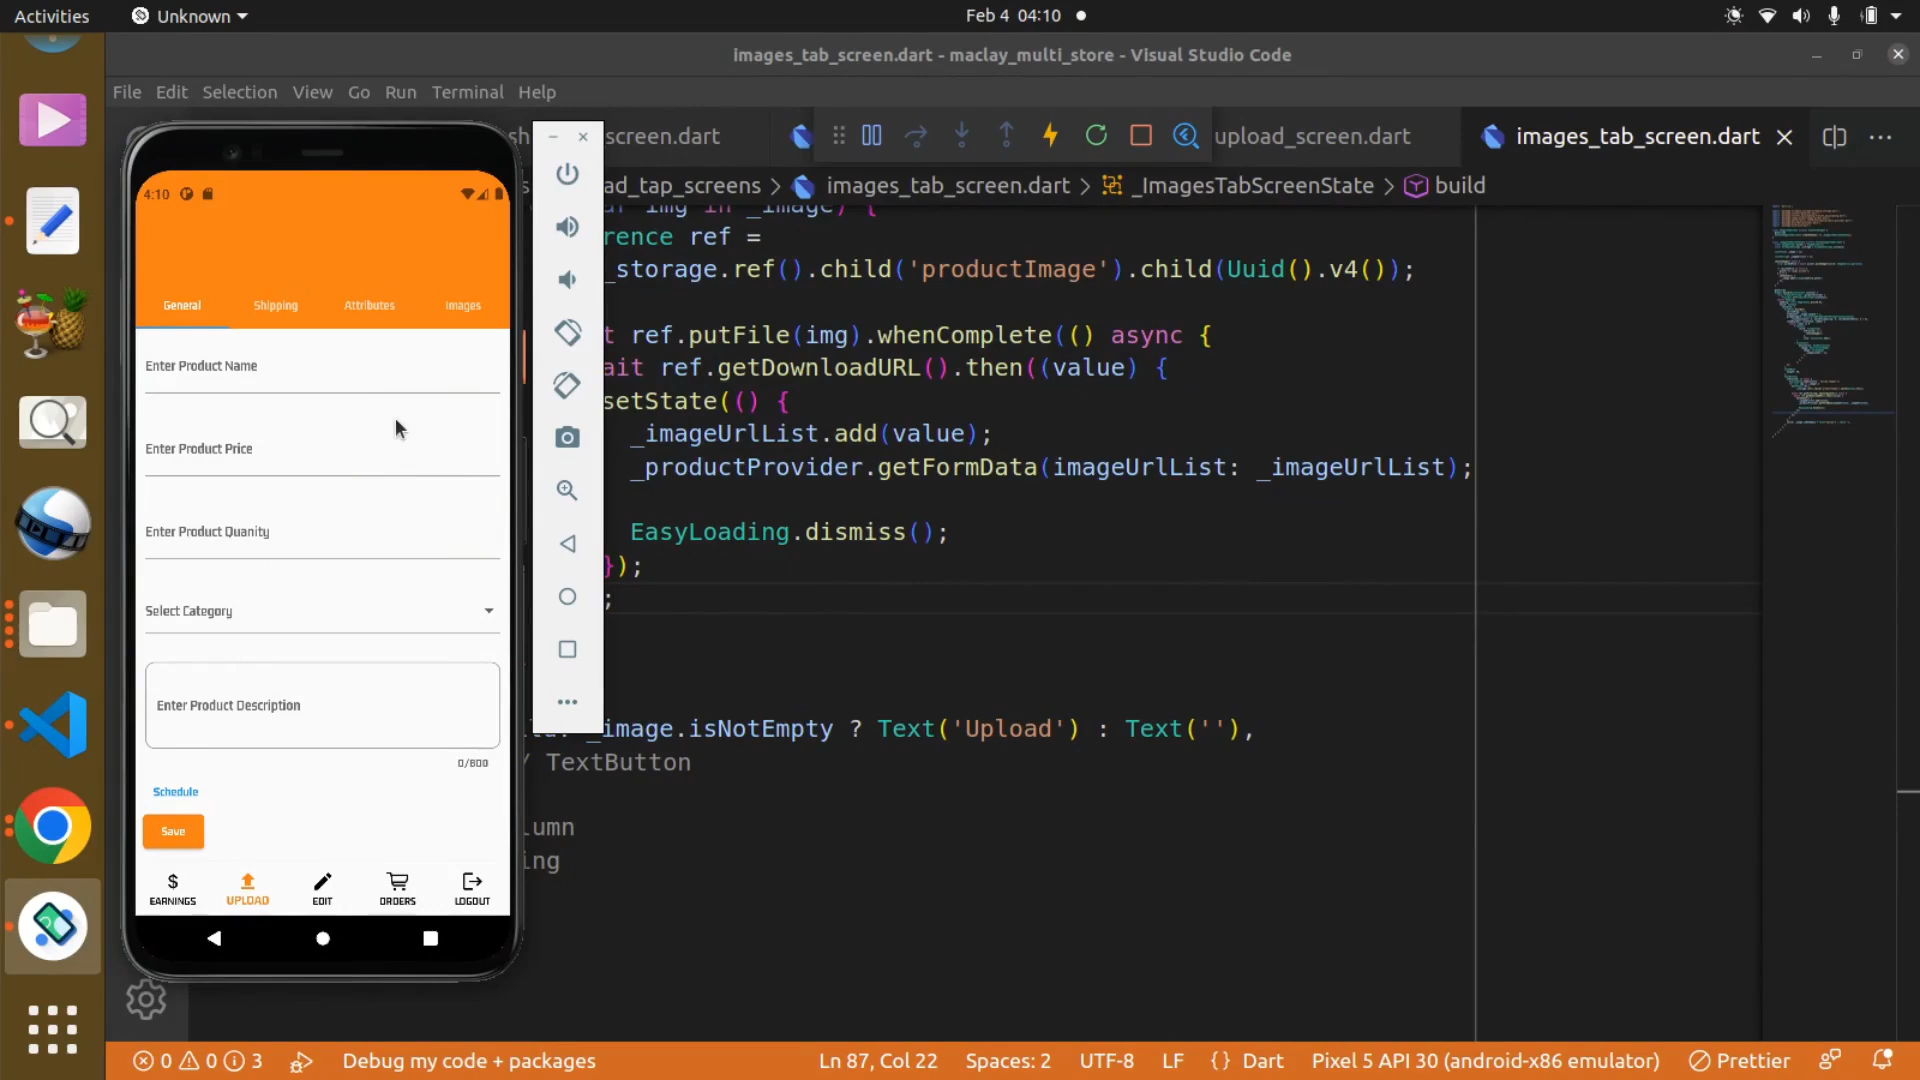 Activities
Unknown
Feb 4 04:10
images_tab_screen.dart - maclay_multi_store - Visual Studio Code
File Edit Selection View Go Run Terminal Help
screen.dart
upload_screen.dart
images_tab_screen.dart
ad_tap_screens > images_tab_screen.dart > _ImagesTabScreenState > build
img in _image) {
rence ref =
_storage.ref().child('productImage').child(Uuid().v4());
t ref.putFile(img).whenComplete(() async {
ait ref.getDownloadURL().then((value) {
setState(() {
_imageUrlList.add(value);
_productProvider.getFormData(imageUrlList: _imageUrlList);
EasyLoading.dismiss();
});
;
_image.isNotEmpty ? Text('Upload') : Text(''),
/ TextButton
umn
ing
4:10
General
Shipping
Attributes
Images
Enter Product Name
Enter Product Price
Enter Product Quanity
Select Category
Enter Product Description
0/800
Schedule
Save
EARNINGS
UPLOAD
EDIT
ORDERS
LOGOUT
0 0 3
Debug my code + packages
Ln 87, Col 22
Spaces: 2
UTF-8
LF
{} Dart
Pixel 5 API 30 (android-x86 emulator)
Prettier